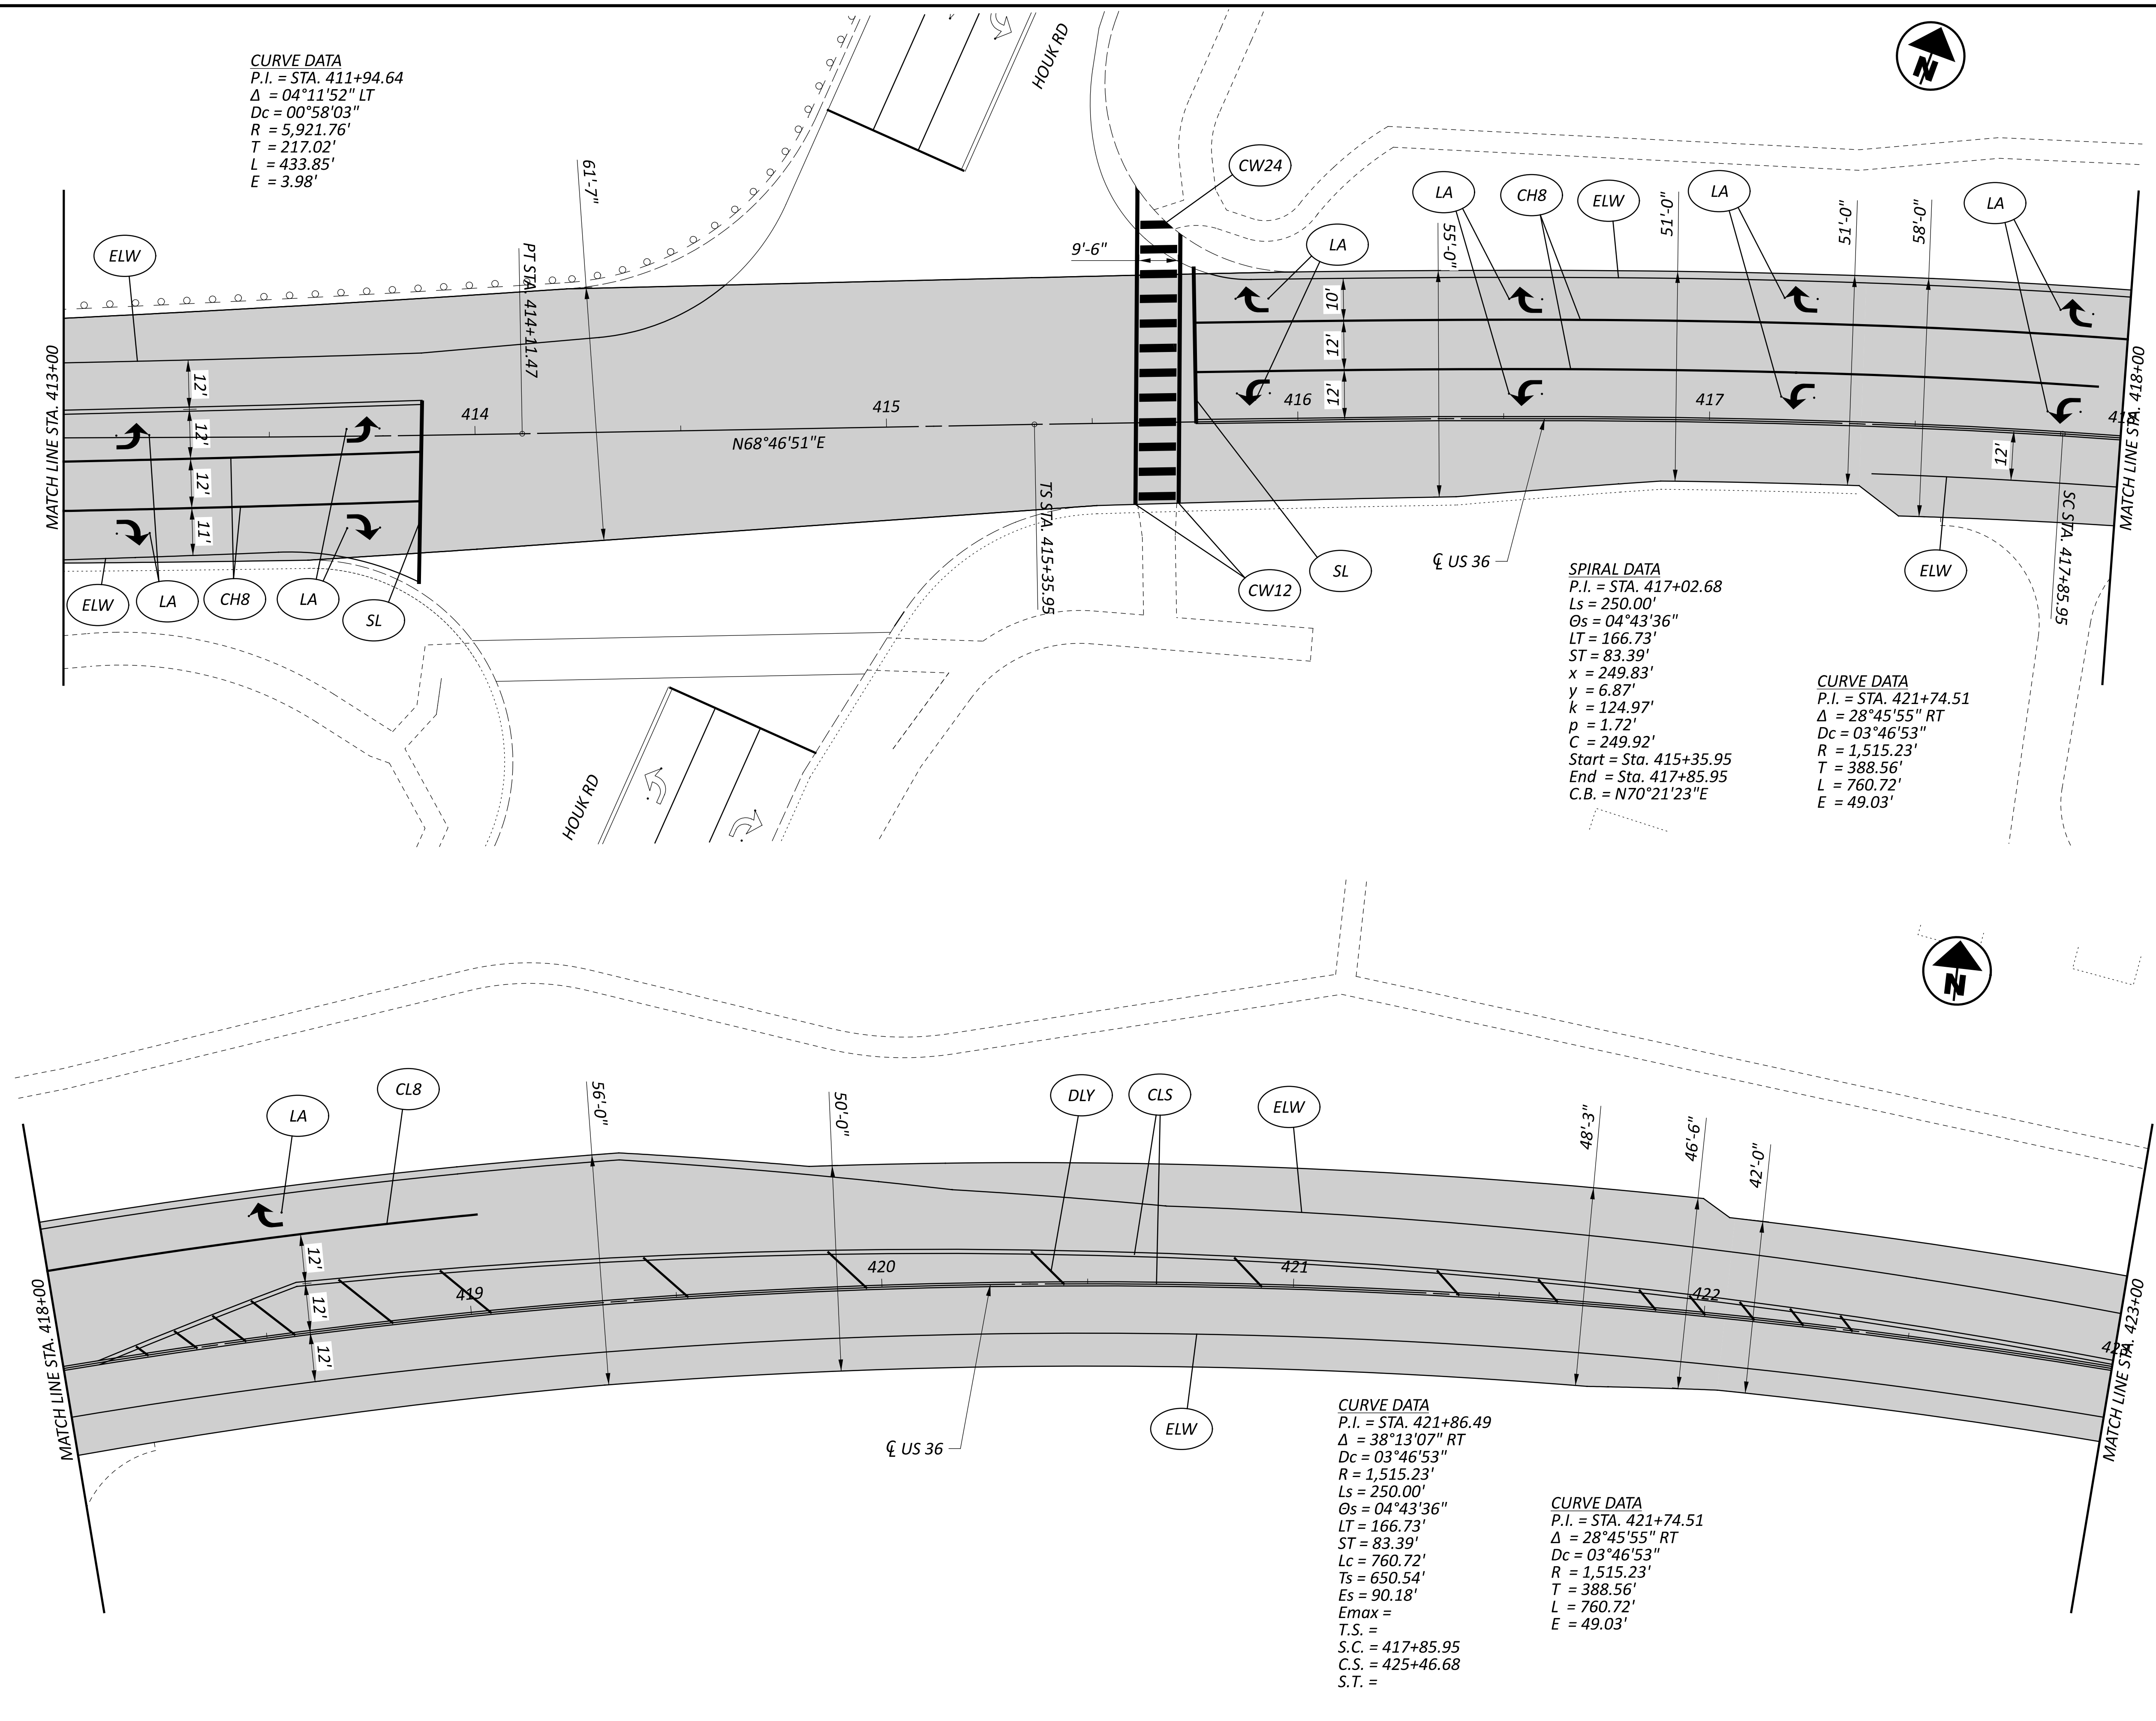 CURVE DATA
P.I. = STA. 411+94.64
Δ = 04°11'52" LT
Dc = 00°58'03"
R = 5,921.76'
T = 217.02'
L = 433.85'
E = 3.98'
HOUK RD
N
CW24
LA
CH8
ELW
LA
LA
61'-7"
ELW
PT STA. 414+11.47
9'-6"
LA
55'-0"
51'-0"
51'-0"
58'-0"
10'
12'
12'
MATCH LINE STA. 413+00
12'
12'
12'
11'
414
415
416
417
418
N68°46'51"E
12'
MATCH LINE STA. 418+00
TS STA. 415+35.95
SC STA. 417+85.95
ELW
LA
CH8
LA
SL
CW12
SL
℄ US 36
ELW
SPIRAL DATA
P.I. = STA. 417+02.68
Ls = 250.00'
Θs = 04°43'36"
LT = 166.73'
ST = 83.39'
x = 249.83'
y = 6.87'
k = 124.97'
p = 1.72'
C = 249.92'
Start = Sta. 415+35.95
End = Sta. 417+85.95
C.B. = N70°21'23"E
CURVE DATA
P.I. = STA. 421+74.51
Δ = 28°45'55" RT
Dc = 03°46'53"
R = 1,515.23'
T = 388.56'
L = 760.72'
E = 49.03'
HOUK RD
N
LA
CL8
56'-0"
50'-0"
DLY
CLS
ELW
48'-3"
46'-6"
42'-0"
MATCH LINE STA. 418+00
12'
12'
12'
419
420
421
422
MATCH LINE STA. 423+00
℄ US 36
ELW
CURVE DATA
P.I. = STA. 421+86.49
Δ = 38°13'07" RT
Dc = 03°46'53"
R = 1,515.23'
Ls = 250.00'
Θs = 04°43'36"
LT = 166.73'
ST = 83.39'
Lc = 760.72'
Ts = 650.54'
Es = 90.18'
Emax =
T.S. =
S.C. = 417+85.95
C.S. = 425+46.68
S.T. =
CURVE DATA
P.I. = STA. 421+74.51
Δ = 28°45'55" RT
Dc = 03°46'53"
R = 1,515.23'
T = 388.56'
L = 760.72'
E = 49.03'